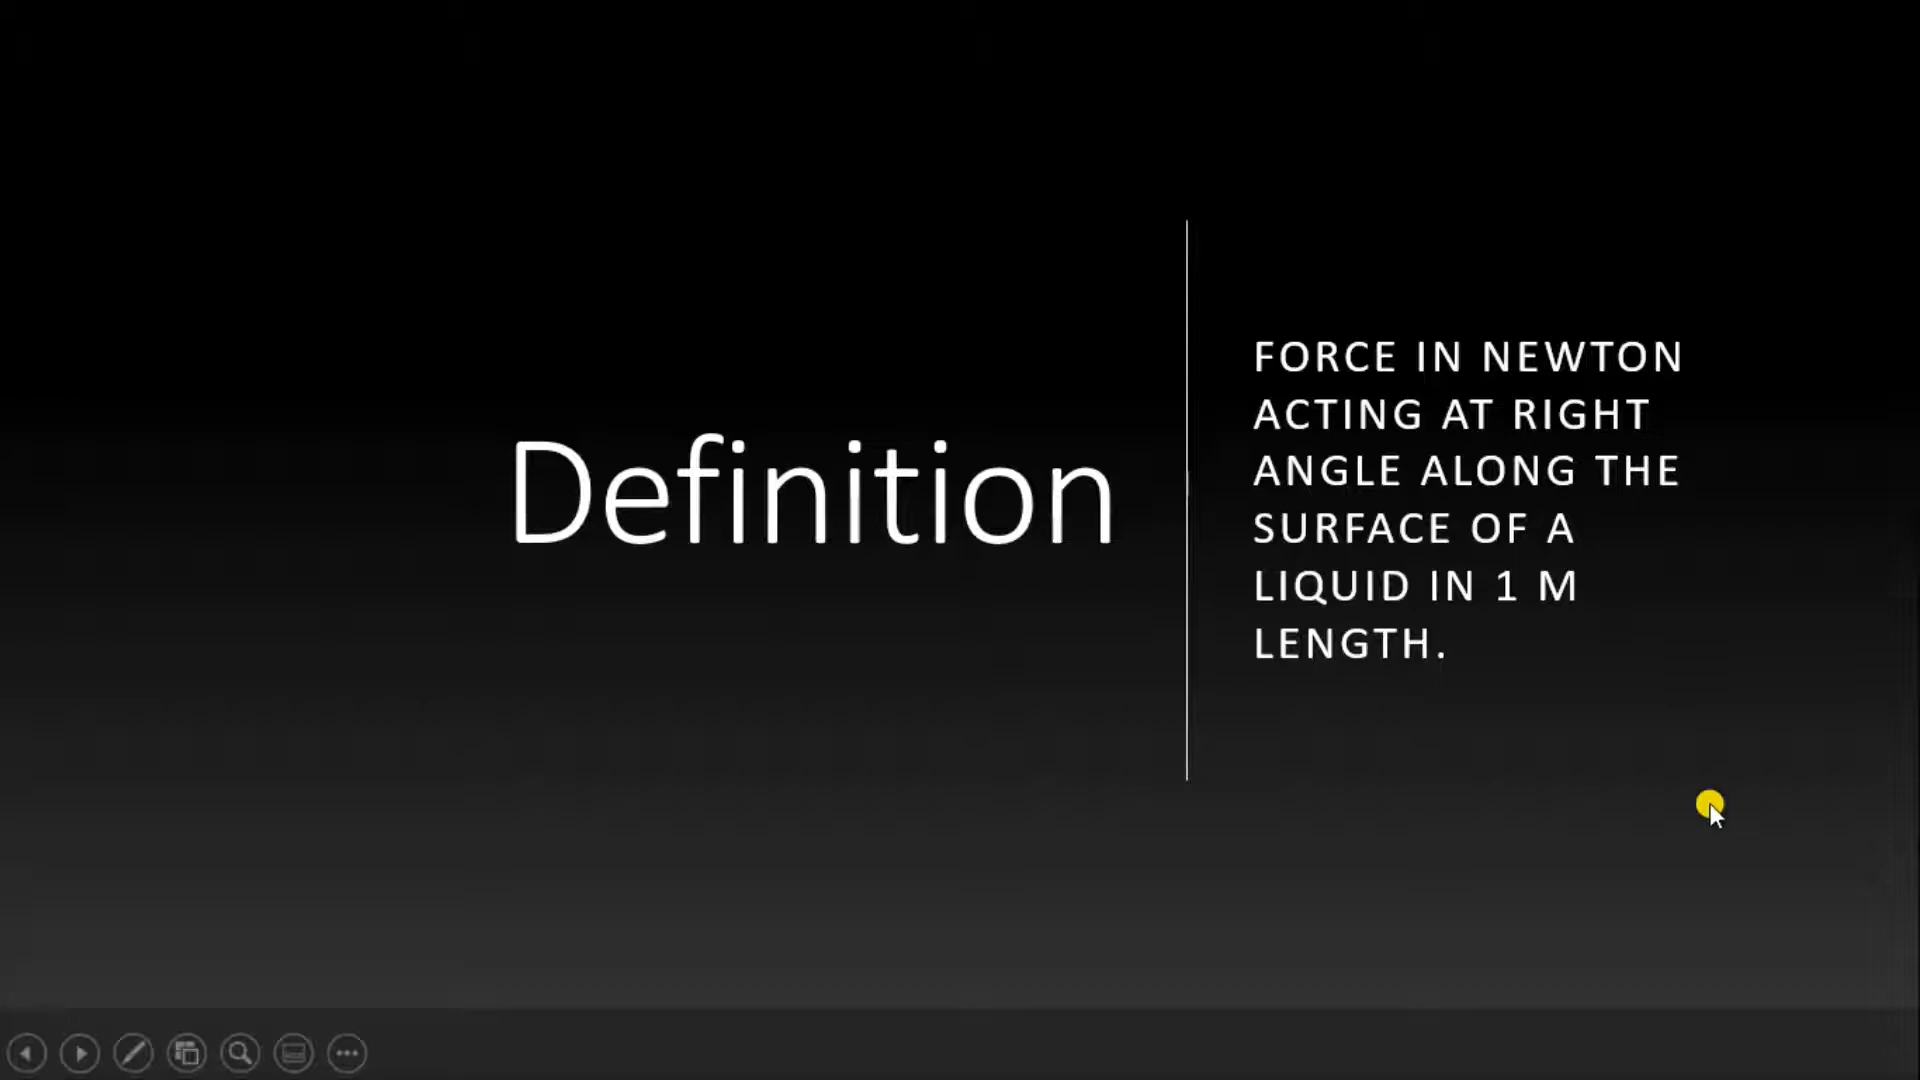 Definition
FORCE IN NEWTON
ACTING AT RIGHT
ANGLE ALONG THE
SURFACE OF A
LIQUID IN 1 M
LENGTH.